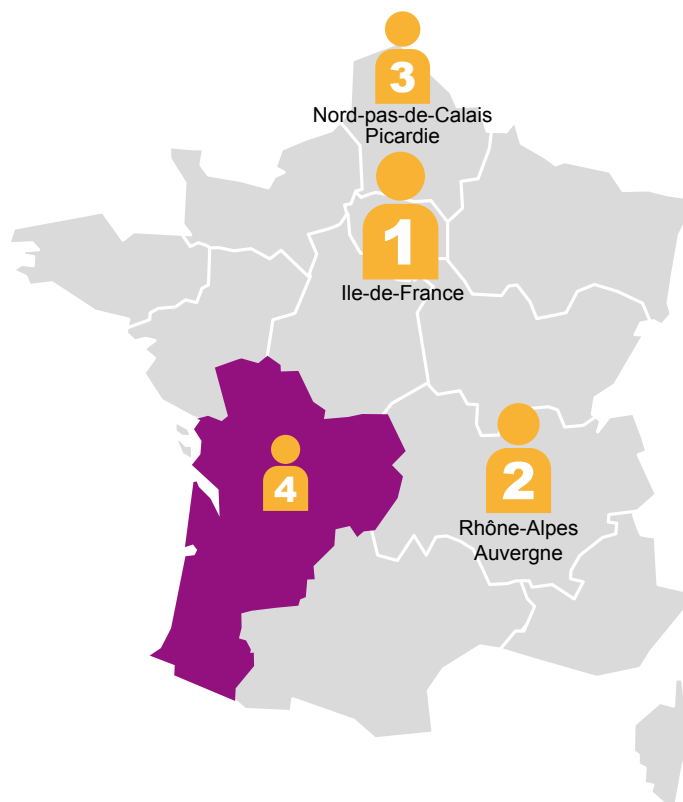 3
Nord-pas-de-Calais
Picardie
1
Ile-de-France
4
2
Rhône-Alpes
Auvergne